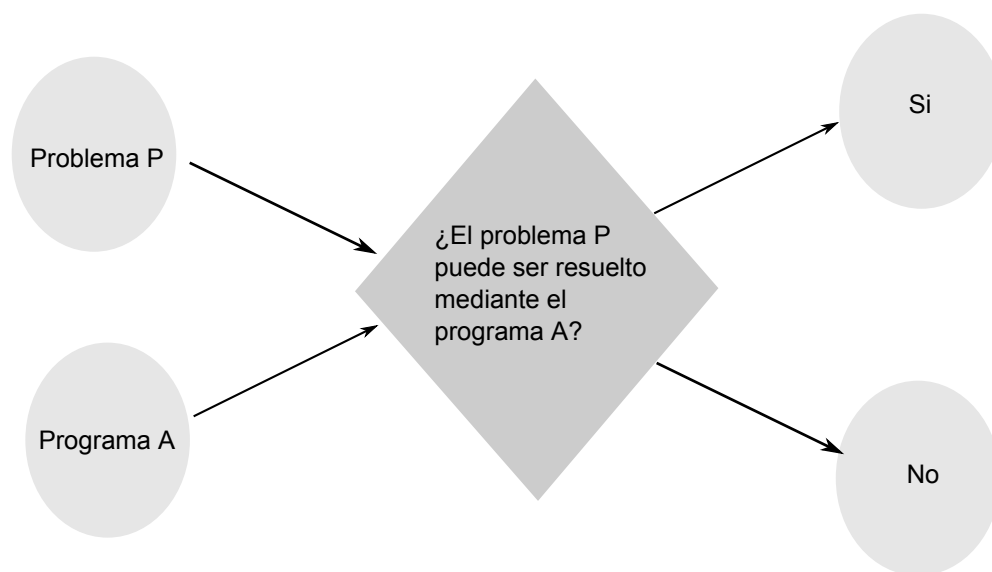 Problema P
Programa A
¿El problema P
puede ser resuelto
mediante el
programa A?
Si
No